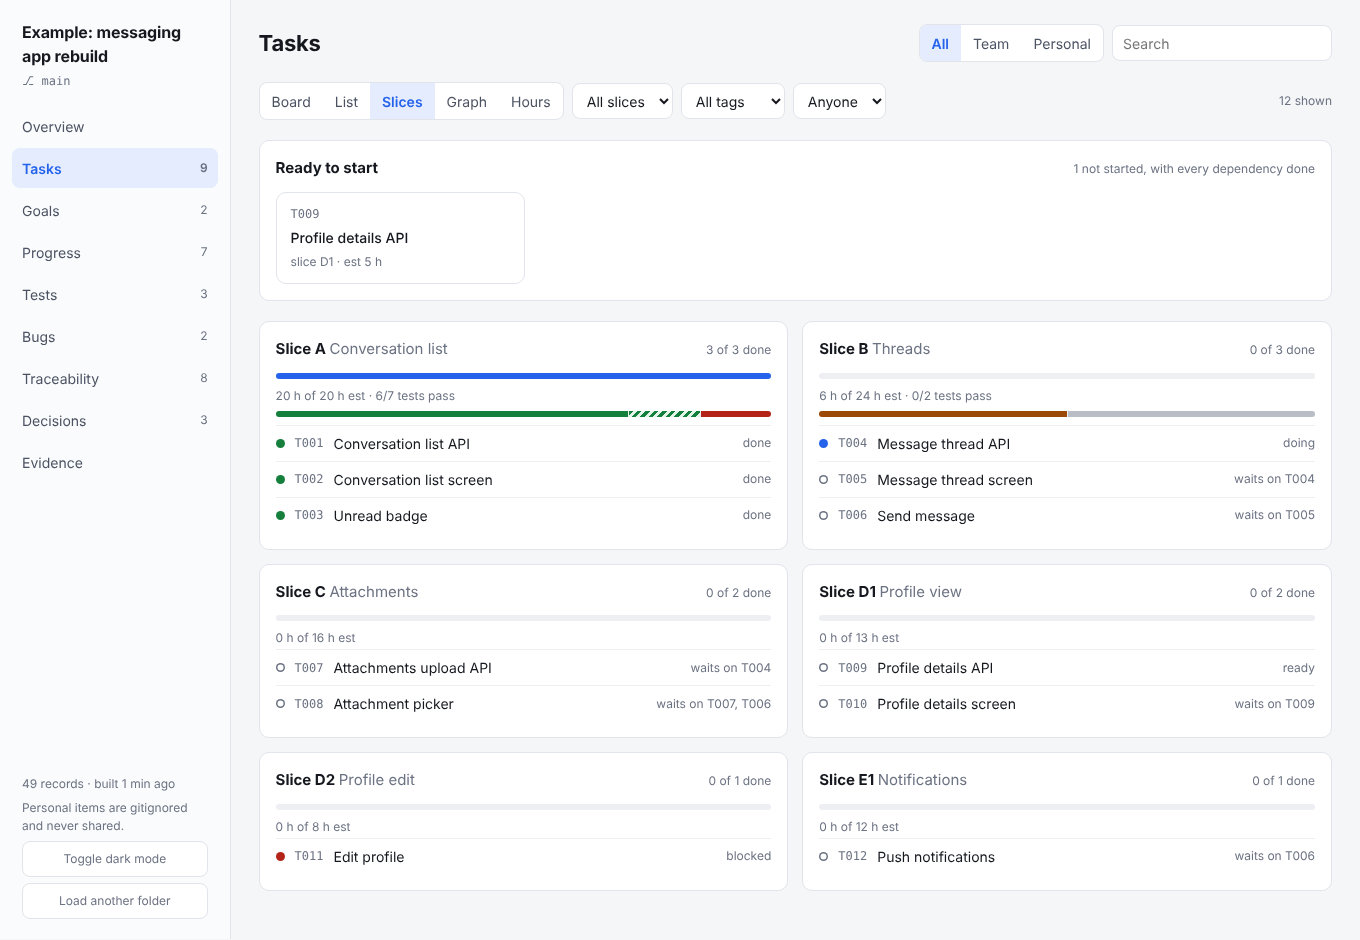 Example: messaging
app rebuild
⎇ main
Overview
Tasks 9
Goals 2
Progress 7
Tests 3
Bugs 2
Traceability 8
Decisions 3
Evidence
49 records · built 1 min ago
Personal items are gitignored
and never shared.
Toggle dark mode
Load another folder
Tasks
All Team Personal
Search
Board List Slices Graph Hours
All slices
All tags
Anyone
12 shown
Ready to start
1 not started, with every dependency done
T009
Profile details API
slice D1 · est 5 h
Slice A Conversation list 3 of 3 done
20 h of 20 h est · 6/7 tests pass
T001 Conversation list API done
T002 Conversation list screen done
T003 Unread badge done
Slice B Threads 0 of 3 done
6 h of 24 h est · 0/2 tests pass
T004 Message thread API doing
T005 Message thread screen waits on T004
T006 Send message waits on T005
Slice C Attachments 0 of 2 done
0 h of 16 h est
T007 Attachments upload API waits on T004
T008 Attachment picker waits on T007, T006
Slice D1 Profile view 0 of 2 done
0 h of 13 h est
T009 Profile details API ready
T010 Profile details screen waits on T009
Slice D2 Profile edit 0 of 1 done
0 h of 8 h est
T011 Edit profile blocked
Slice E1 Notifications 0 of 1 done
0 h of 12 h est
T012 Push notifications waits on T006